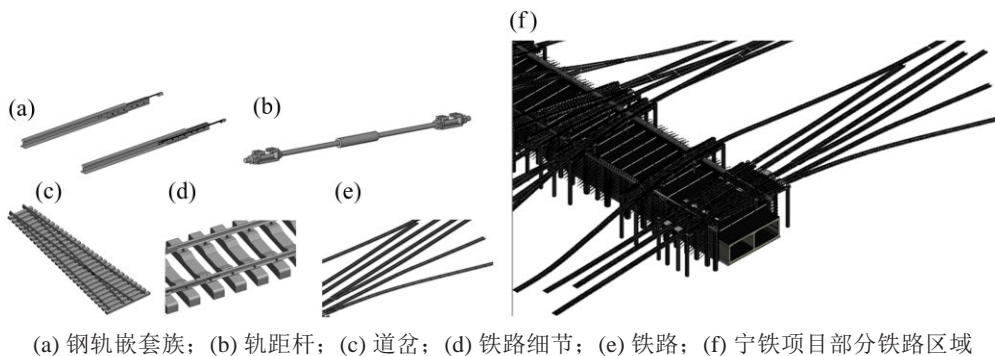 (f)
(a)
(b)
(c)
(d)
(e)
(a) 钢轨嵌套族；(b) 轨距杆；(c) 道岔；(d) 铁路细节；(e) 铁路；(f) 宁铁项目部分铁路区域